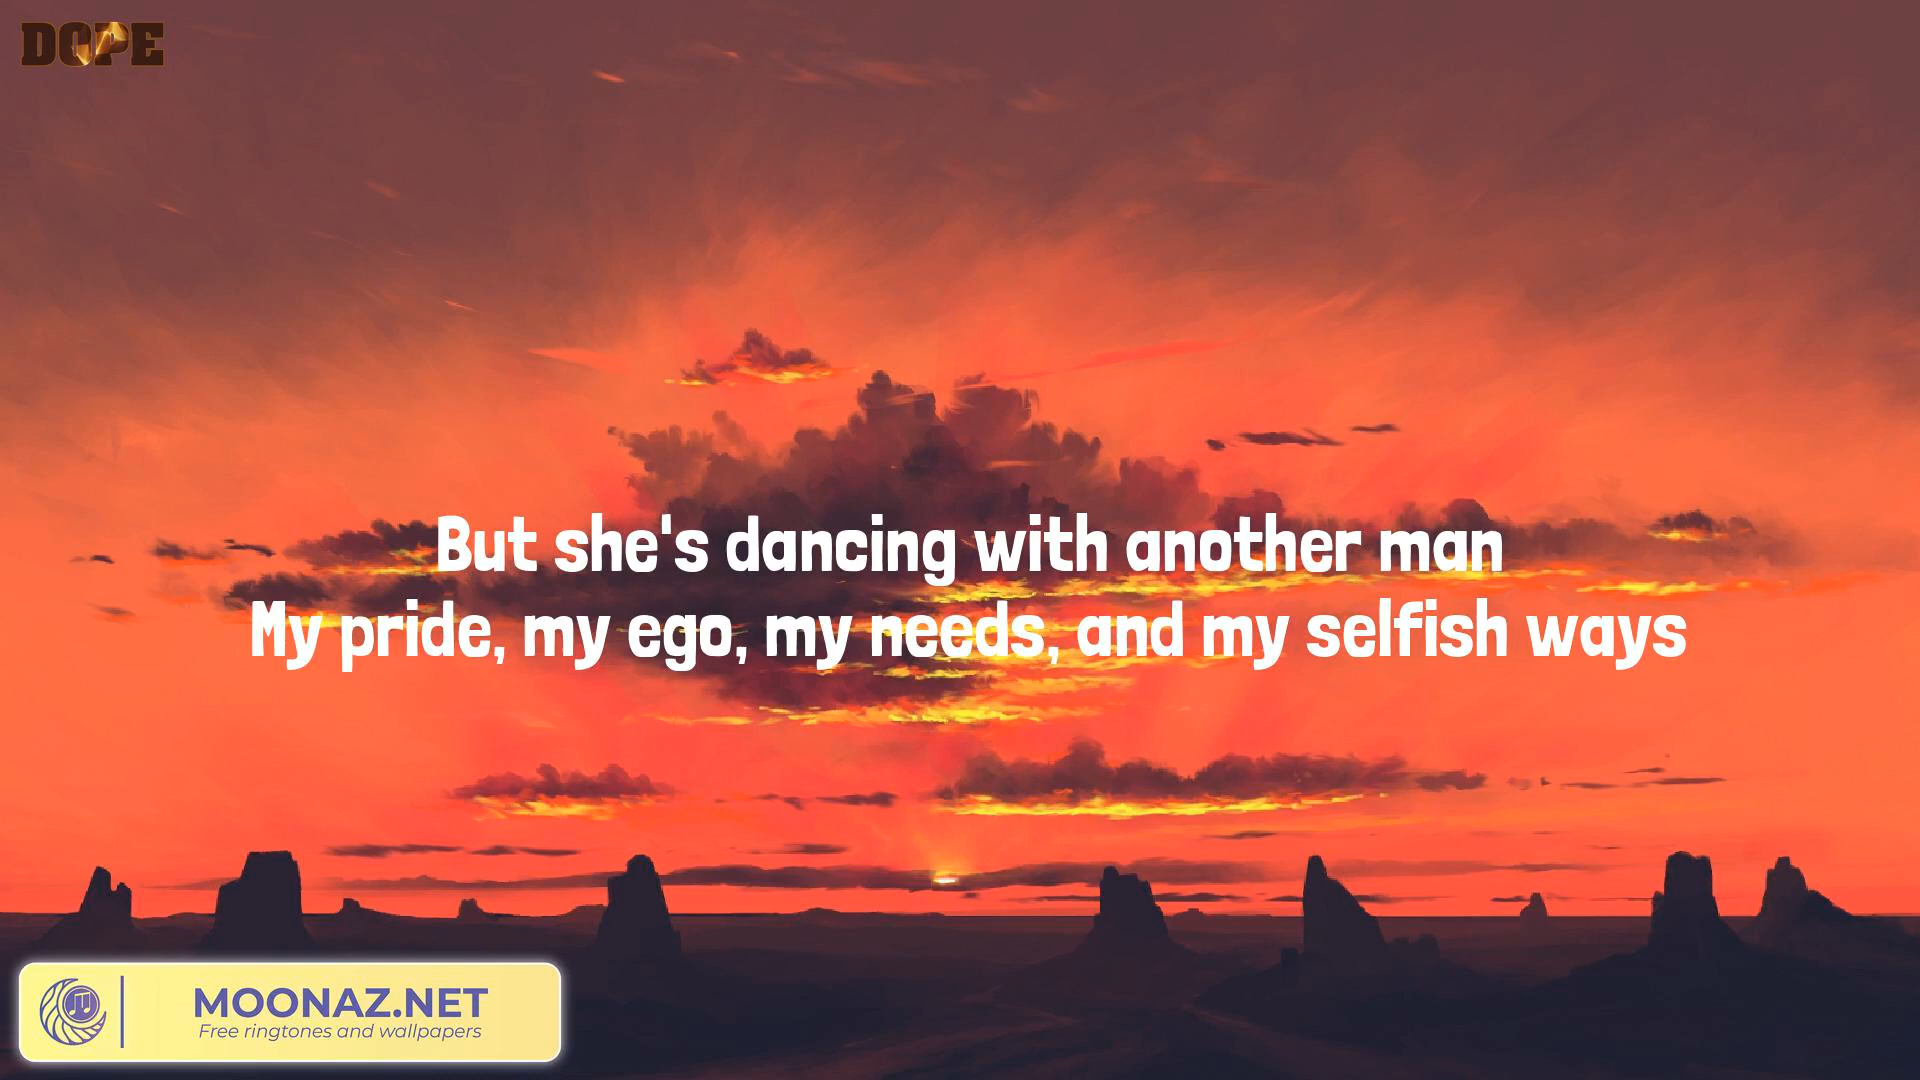 DOPE
But she's dancing with another man
My pride, my ego, my needs, and my selfish ways
MOONAZ.NET
Free ringtones and wallpapers